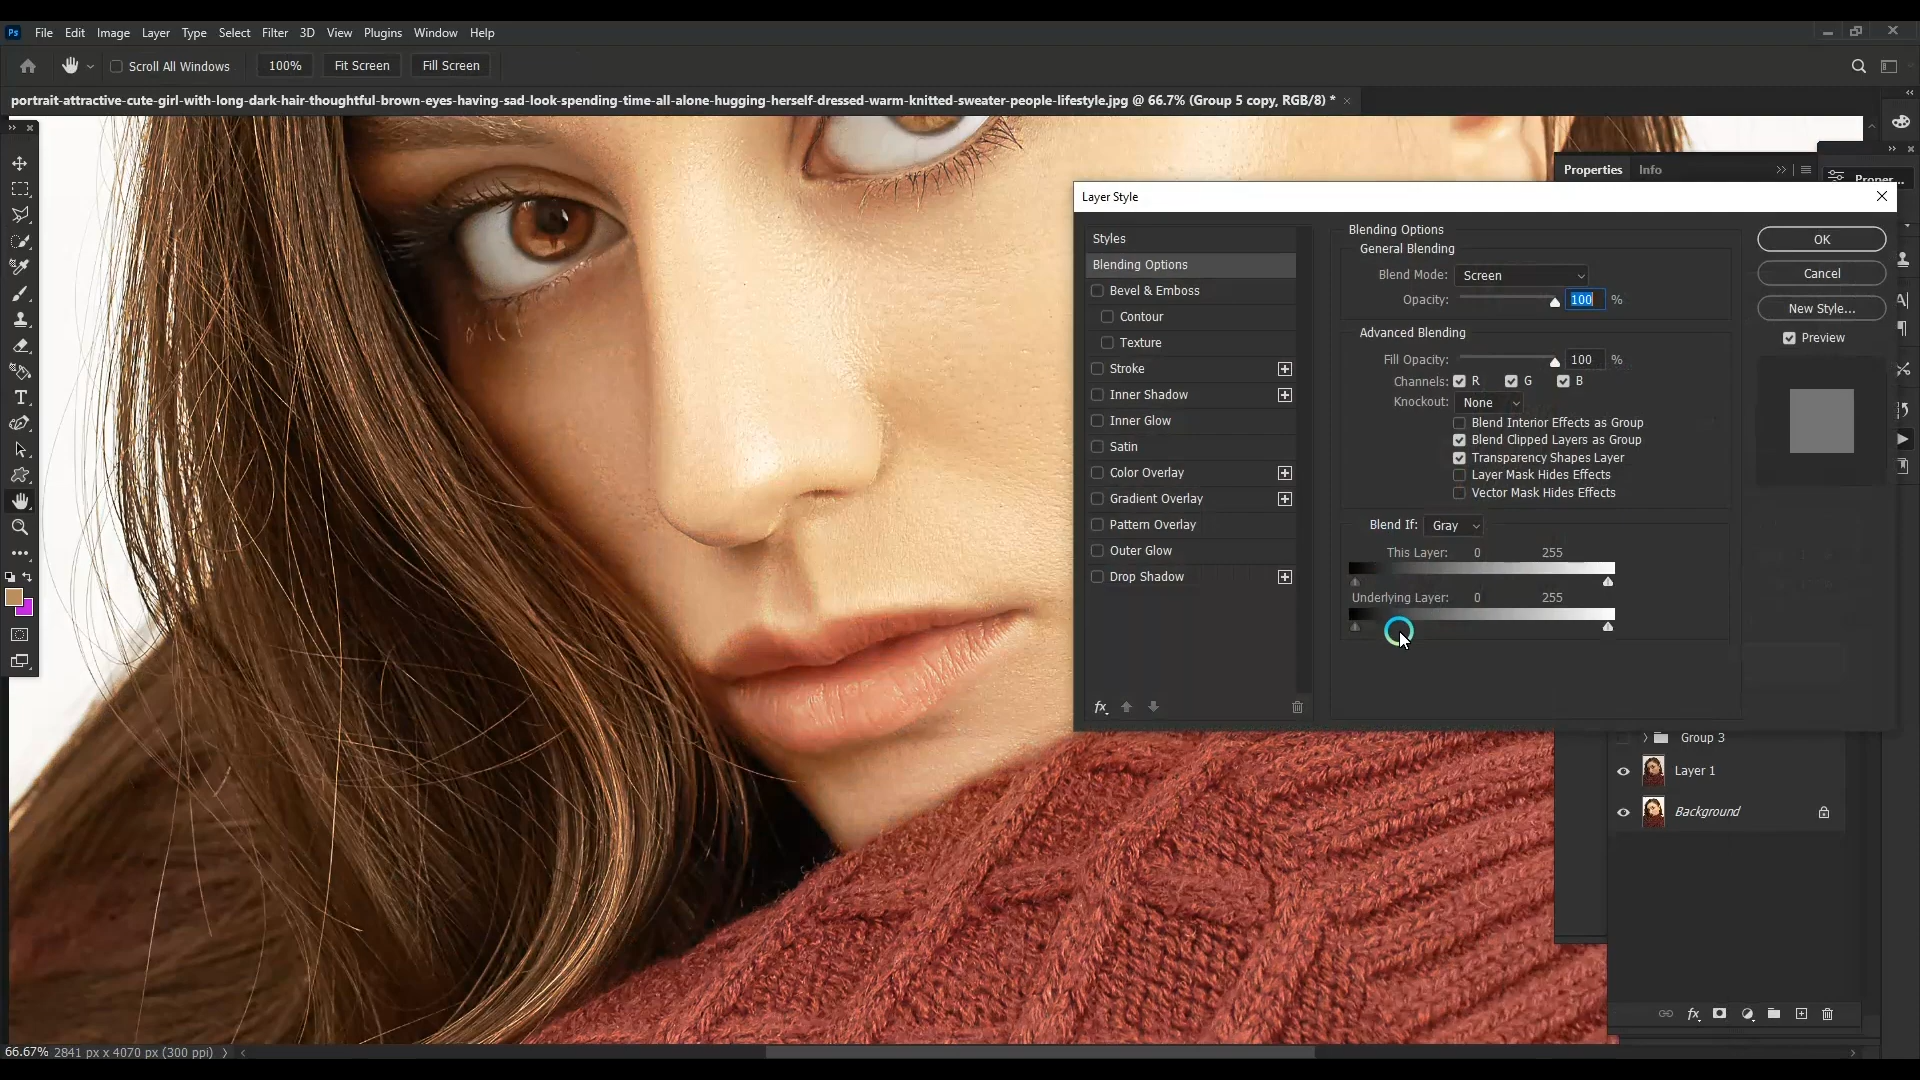 Ps File Edit Image Layer Type Select Filter 3D View Plugins Window Help
Scroll All Windows 100% Fit Screen Fill Screen
portrait-attractive-cute-girl-with-long-dark-hair-thoughtful-brown-eyes-having-sad-look-spending-time-all-alone-hugging-herself-dressed-warm-knitted-sweater-people-lifestyle.jpg @ 66.7% (Group 5 copy, RGB/8) *
Properties Info
Proper...
Layer Style
Styles
Blending Options
Bevel & Emboss
Contour
Texture
Stroke
Inner Shadow
Inner Glow
Satin
Color Overlay
Gradient Overlay
Pattern Overlay
Outer Glow
Drop Shadow
fx
Blending Options
General Blending
Blend Mode: Screen
Opacity: 100 %
Advanced Blending
Fill Opacity: 100 %
Channels: R G B
Knockout: None
Blend Interior Effects as Group
Blend Clipped Layers as Group
Transparency Shapes Layer
Layer Mask Hides Effects
Vector Mask Hides Effects
Blend If: Gray
This Layer: 0 255
Underlying Layer: 0 255
OK
Cancel
New Style...
Preview
Group 3
Layer 1
Background
fx
66.67% 2841 px x 4070 px (300 ppi)